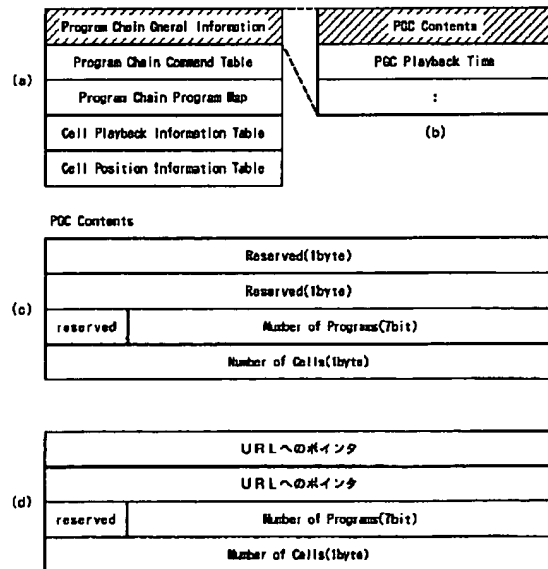 Program Chain Gneral Information
PGC Contents
(a)
Program Chain Command Table
PGC Playback Time
Program Chain Program Map
:
Cell Playback Information Table
(b)
Cell Position Information Table
PGC Contents
Reserved(1byte)
Reserved(1byte)
(c)
reserved
Number of Programs(7bit)
Number of Cells(1byte)
URLへのポインタ
URLへのポインタ
(d)
reserved
Number of Programs(7bit)
Number of Cells(1byte)